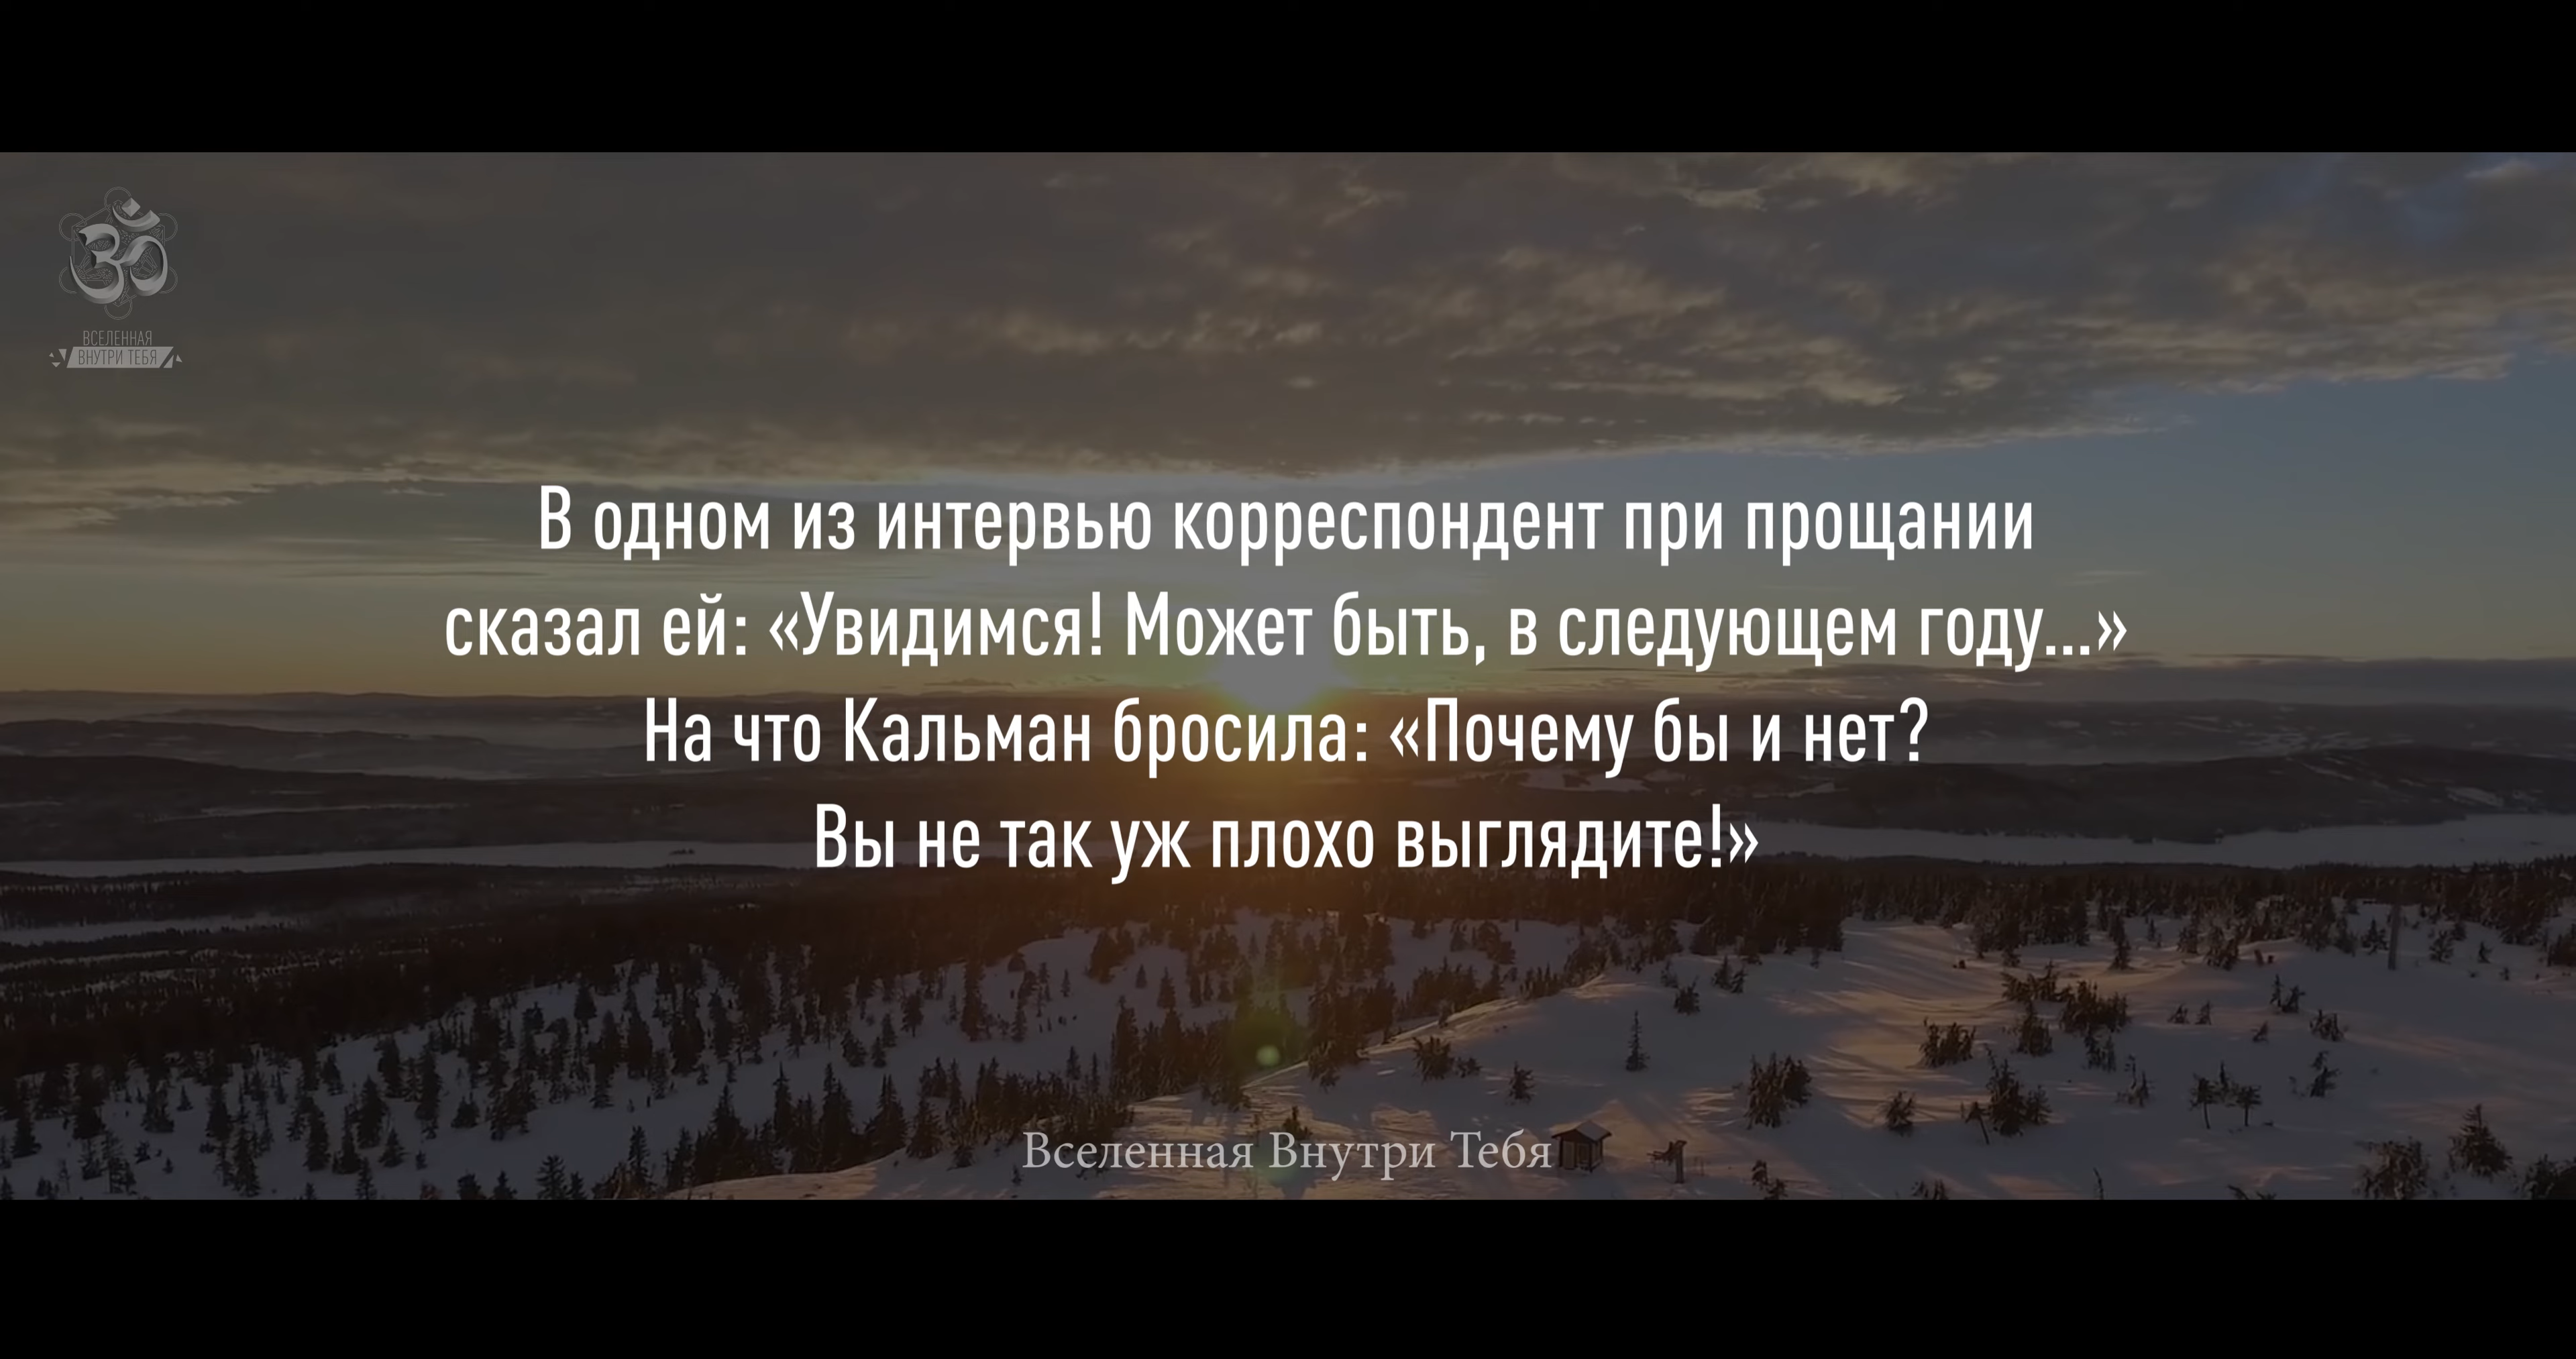 ВСЕЛЕННАЯ
ВНУТРИ ТЕБЯ
В одном из интервью корреспондент при прощании
сказал ей: «Увидимся! Может быть, в следующем году...»
На что Кальман бросила: «Почему бы и нет?
Вы не так уж плохо выглядите!»
Вселенная Внутри Тебя